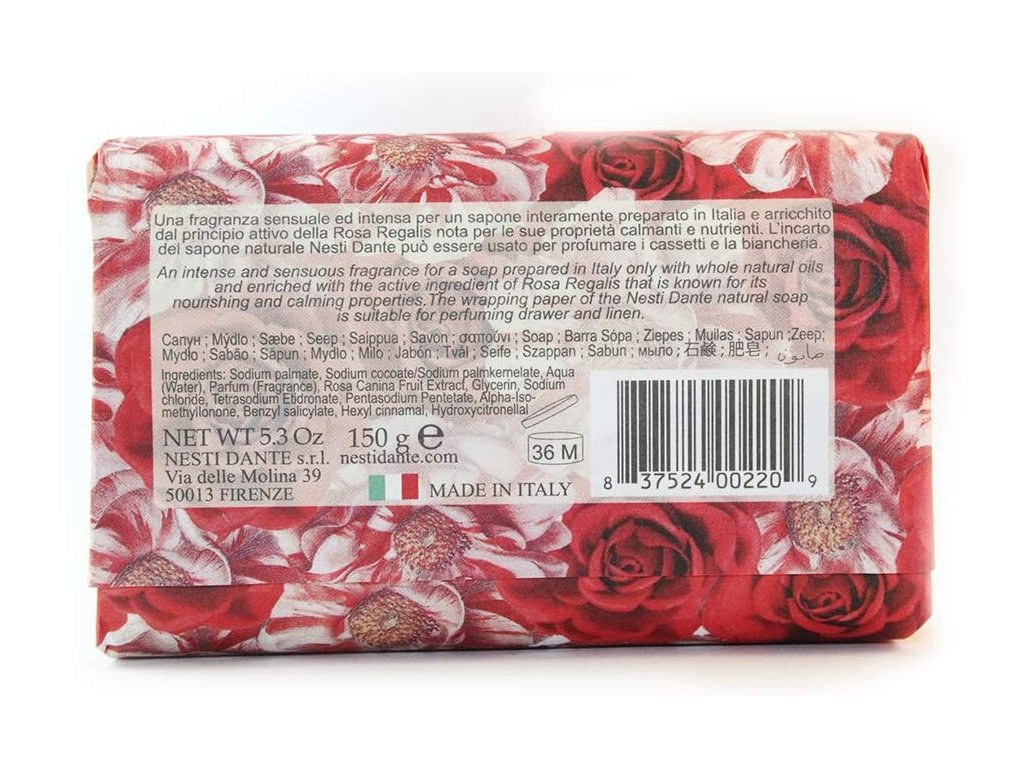 Una fragranza sensuale ed intensa per un sapone interamente preparato in Italia e arricchito
dal principio attivo della Rosa Regalis nota per le sue proprietà calmanti e nutrienti. L'incarto
del sapone naturale Nesti Dante può essere usato per profumare i cassetti e la biancheria.
An intense and sensuous fragrance for a soap prepared in Italy only with whole natural oils
and enriched with the active ingredient of Rosa Regalis that is known for its
nourishing and calming properties.The wrapping paper of the Nesti Dante natural soap
is suitable for perfuming drawer and linen.
Сапун ; Mýdlo ; Sæbe ; Seep ; Saippua ; Savon ; σαπούνι ; Soap ; Barra Sópa ; Ziepes ; Muilas ; Sapun ;Zeep;
Mydło ; Sabão ; Săpun ; Mydlo ; Milo ; Jabón ; Tvål ; Seife ; Szappan ; Sabun ; мыло ; 石鹸 ; 肥皂 ; صابون
Ingredients: Sodium palmate, Sodium cocoate/Sodium palmkernelate, Aqua
(Water), Parfum (Fragrance), Rosa Canina Fruit Extract, Glycerin, Sodium
chloride, Tetrasodium Etidronate, Pentasodium Pentetate, Alpha-Iso-
methylIonone, Benzyl salicylate, Hexyl cinnamal, Hydroxycitronellal
NET WT 5.3 Oz 150 g e
NESTI DANTE s.r.l. nestidante.com
Via delle Molina 39
50013 FIRENZE
MADE IN ITALY
36 M
8 37524 00220 9